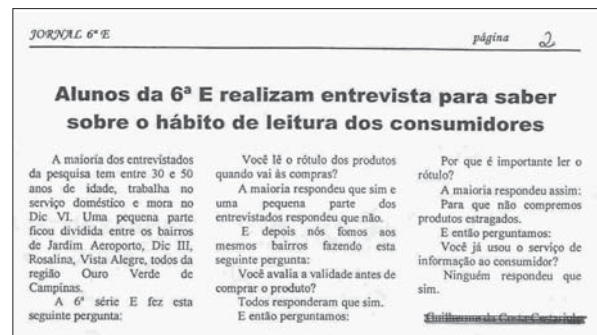 JORNAL 6ª E
página 2
Alunos da 6ª E realizam entrevista para saber
sobre o hábito de leitura dos consumidores
A maioria dos entrevistados
da pesquisa tem entre 30 e 50
anos de idade, trabalha no
serviço doméstico e mora no
Dic VI. Uma pequena parte
ficou dividida entre os bairros
de Jardim Aeroporto, Dic III,
Rosalina, Vista Alegre, todos da
região Ouro Verde de
Campinas.
A 6ª série E fez esta
seguinte pergunta:
Você lê o rótulo dos produtos
quando vai às compras?
A maioria respondeu que sim e
uma pequena parte dos
entrevistados respondeu que não.
E depois nós fomos aos
mesmos bairros fazendo esta
seguinte pergunta:
Você avalia a validade antes de
comprar o produto?
Todos responderam que sim.
E então perguntamos:
Por que é importante ler o
rótulo?
A maioria respondeu assim:
Para que não compremos
produtos estragados.
E então perguntamos:
Você já usou o serviço de
informação ao consumidor?
Ninguém respondeu que
sim.